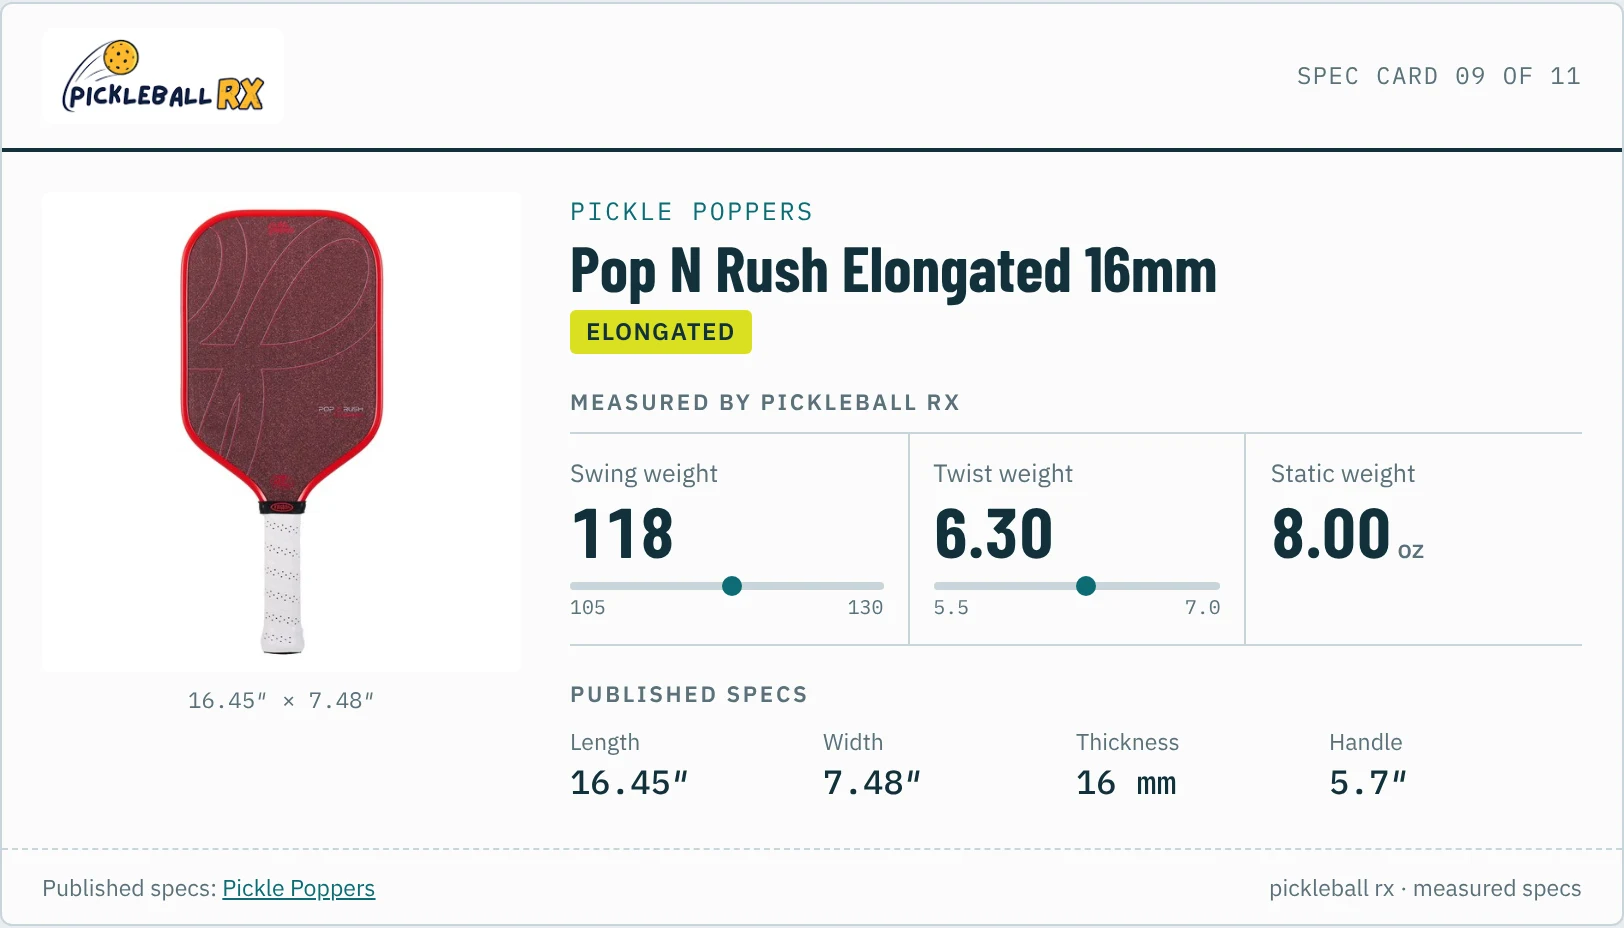 PICKLEBALL RX
SPEC CARD 09 OF 11
PICKLE POPPERS
Pop N Rush Elongated 16mm
ELONGATED
MEASURED BY PICKLEBALL RX
Swing weight
118
105 130
Twist weight
6.30
5.5 7.0
Static weight
8.00 oz
POP RUSH
16.45″ × 7.48″
PUBLISHED SPECS
Length
16.45″
Width
7.48″
Thickness
16 mm
Handle
5.7″
Published specs: Pickle Poppers
pickleball rx · measured specs